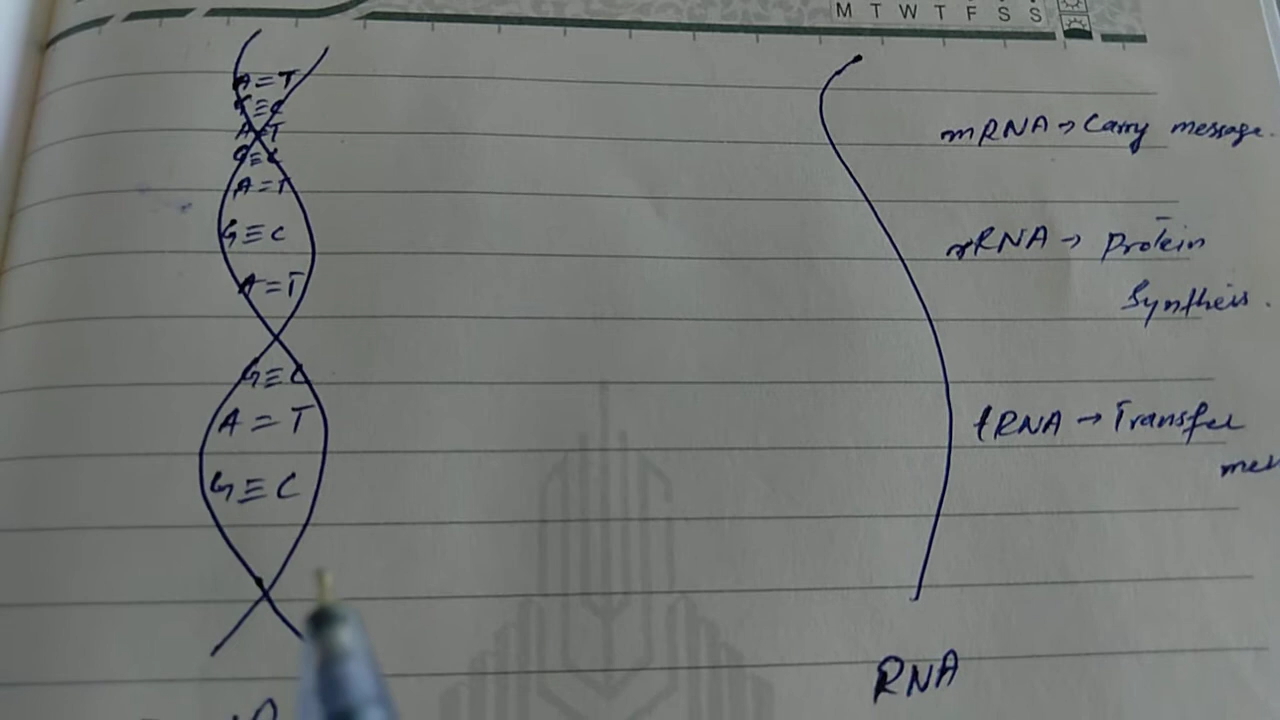 M T W T F S S
A=T
G≡C
A=T
G≡C
A=T
G≡C
A=T
G≡C
A=T
G≡C
mRNA→Carry message.
rRNA→Protein
Synthesis.
tRNA→Transfer
RNA